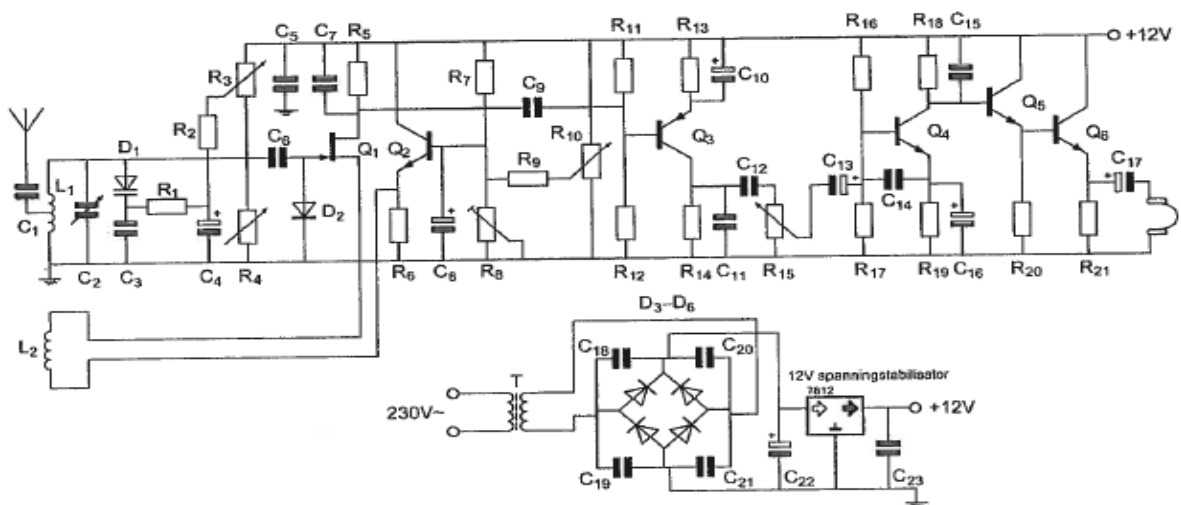 C5 C7 R5 R11 R13 R16 R18 C15
+12V
R3 R7 C9 C10
R2 D1 C8 Q1 Q2 R10 Q3 Q4 Q5 Q6
L1 R1 R9 C12 C13 C17
C1 D2 C14
C2 C3 C4 R4 R6 C6 R8 R12 R14 C11 R15 R17 R19 C16 R20 R21
D3–D6
L2
C18 C20
T
12V spanningstabilisator
7812
230V~
+12V
C19 C21 C22 C23